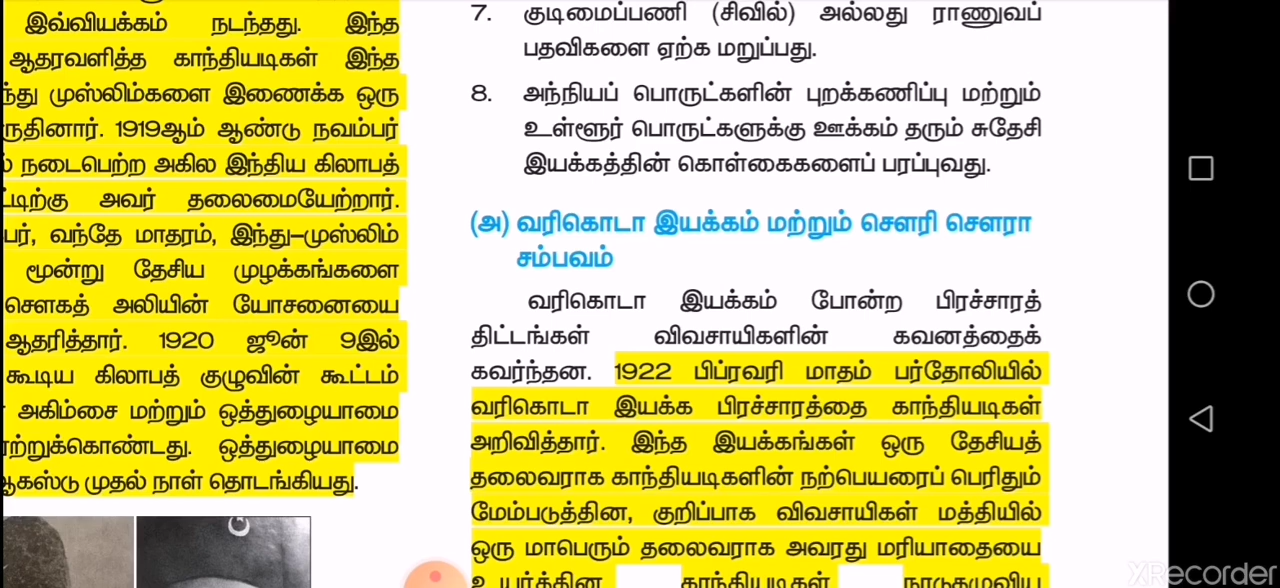 இவ்வியக்கம் நடந்தது. இந்த
ஆதரவளித்த காந்தியடிகள் இந்த
முஸ்லிம்களை இணைக்க ஒரு
1919ஆம் ஆண்டு நவம்பர்
நடைபெற்ற அகில இந்திய கிலாபத்
அவர் தலைமையேற்றார்.
வந்தே மாதரம், இந்து-முஸ்லிம்
மூன்று தேசிய முழக்கங்களை
சௌகத் அலியின் யோசனையை
ஆதரித்தார். 1920 ஜூன் 9இல்
கூடிய கிலாபத் குழுவின் கூட்டம்
அகிம்சை மற்றும் ஒத்துழையாமை
ஒத்துழையாமை
முதல் நாள் தொடங்கியது.
7. குடிமைப்பணி (சிவில்) அல்லது ராணுவப்
பதவிகளை ஏற்க மறுப்பது.
8. அந்நியப் பொருட்களின் புறக்கணிப்பு மற்றும்
உள்ளூர் பொருட்களுக்கு ஊக்கம் தரும் சுதேசி
இயக்கத்தின் கொள்கைகளைப் பரப்புவது.
(அ) வரிகொடா இயக்கம் மற்றும் சௌரி சௌரா
சம்பவம்
வரிகொடா இயக்கம் போன்ற பிரச்சாரத்
திட்டங்கள் விவசாயிகளின் கவனத்தைக்
கவர்ந்தன. 1922 பிப்ரவரி மாதம் பர்தோலியில்
வரிகொடா இயக்க பிரச்சாரத்தை காந்தியடிகள்
அறிவித்தார். இந்த இயக்கங்கள் ஒரு தேசியத்
தலைவராக காந்தியடிகளின் நற்பெயரைப் பெரிதும்
மேம்படுத்தின, குறிப்பாக விவசாயிகள் மத்தியில்
ஒரு மாபெரும் தலைவராக அவரது மரியாதையை
உயர்த்தின காந்தியடிகள் நாடுதழுவிய
XRecorder